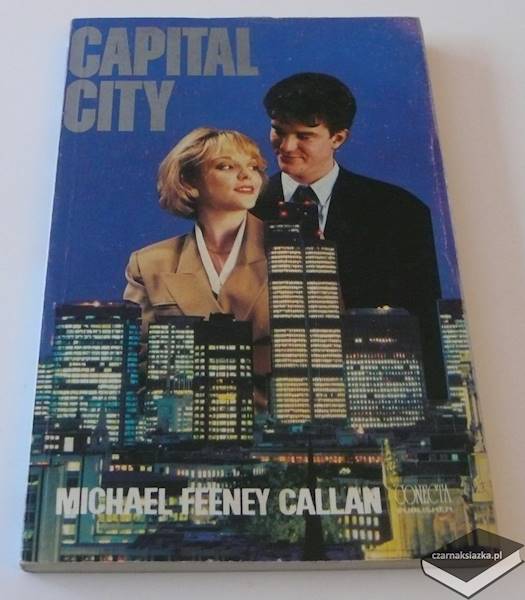 CAPITAL
CITY
MICHAEL FEENEY CALLAN
CONECTA
PUBLISHER
czarnaksiazka.pl